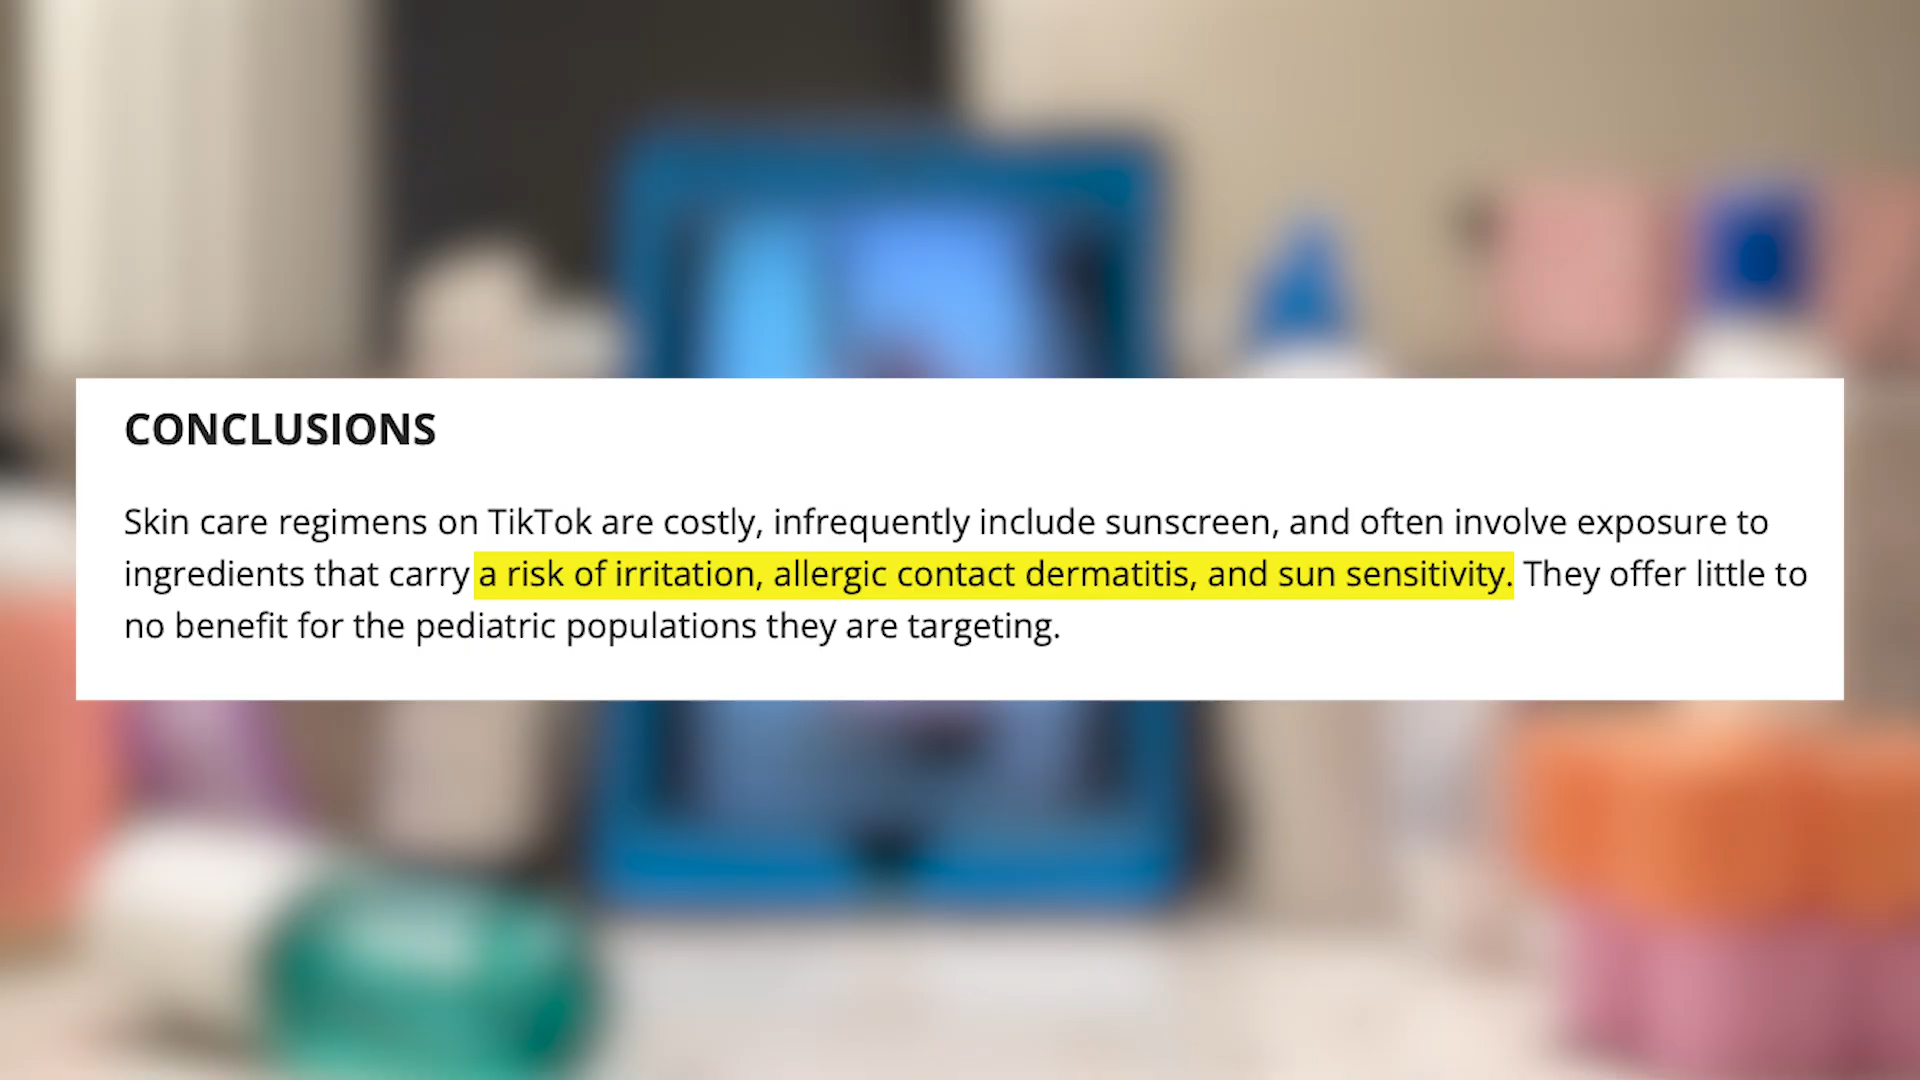 CONCLUSIONS
Skin care regimens on TikTok are costly, infrequently include sunscreen, and often involve exposure to
ingredients that carry a risk of irritation, allergic contact dermatitis, and sun sensitivity. They offer little to
no benefit for the pediatric populations they are targeting.